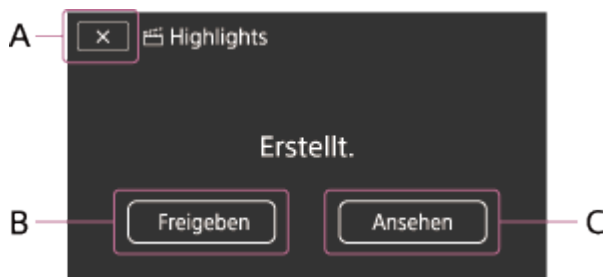 A
× Highlights
Erstellt.
B
Freigeben
Ansehen
C